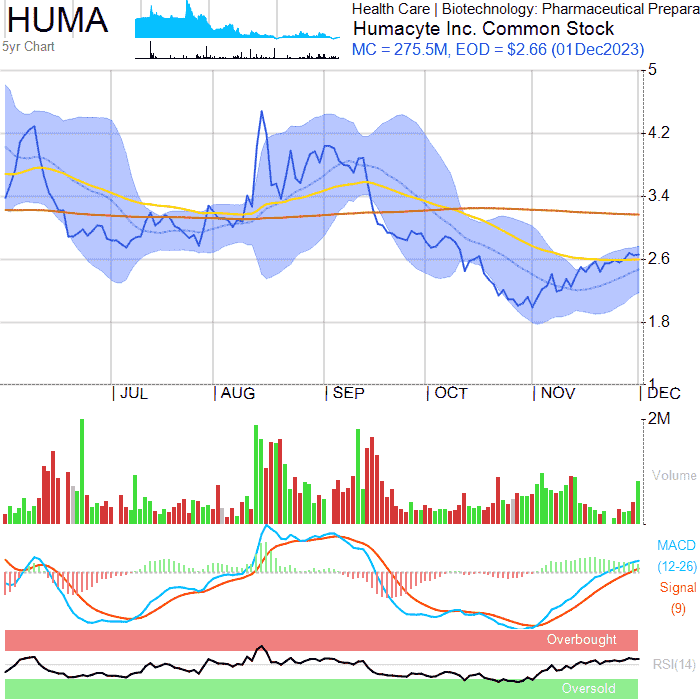 HUMA
5yr Chart
Health Care | Biotechnology: Pharmaceutical Prepara
Humacyte Inc. Common Stock
MC = 275.5M, EOD = $2.66 (01Dec2023)
5
4.2
3.4
2.6
1.8
1
JUL
AUG
SEP
OCT
NOV
DEC
2M
Volume
MACD
(12-26)
Signal
(9)
Overbought
RSI(14)
Oversold